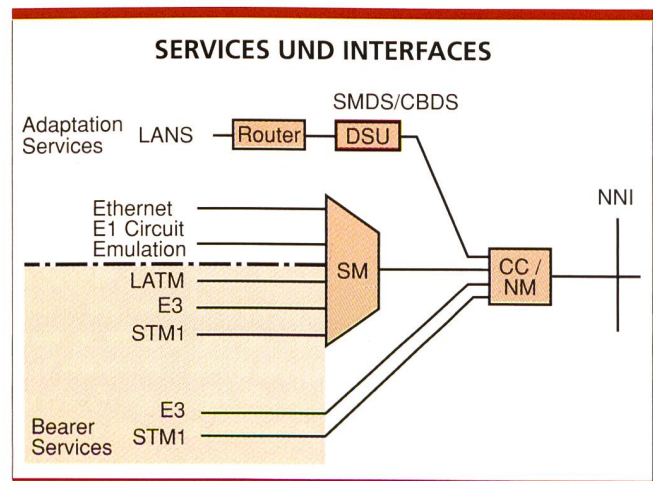 SERVICES UND INTERFACES
SMDS/CBDS
Adaptation
Services
LANS
Router
DSU
NNI
Ethernet
E1 Circuit
Emulation
LATM
E3
STM1
SM
CC /
NM
E3
STM1
Bearer
Services